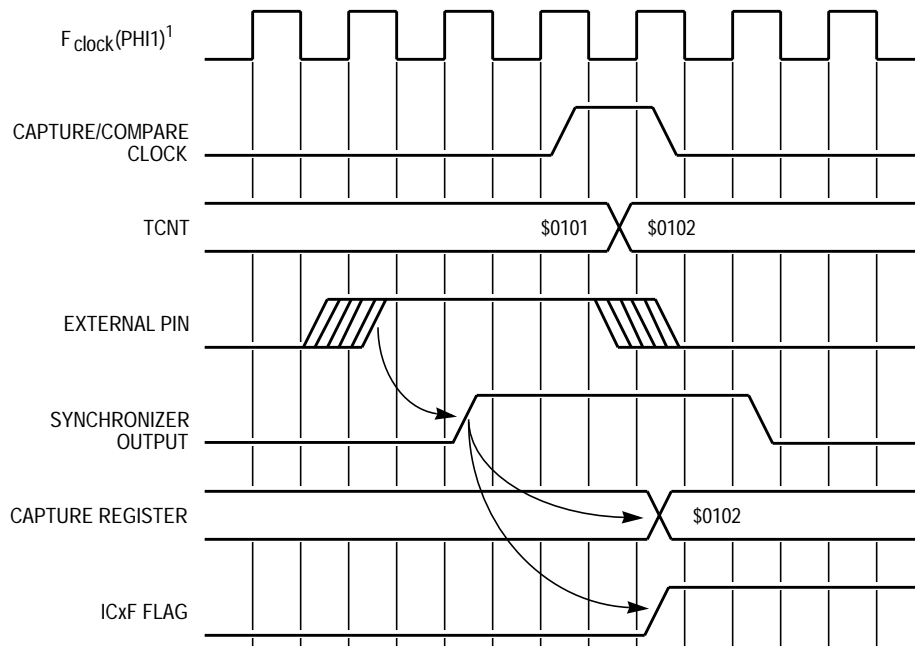 F clock(PHI1)1
CAPTURE/COMPARE
CLOCK
TCNT
$0101
$0102
EXTERNAL PIN
SYNCHRONIZER
OUTPUT
CAPTURE REGISTER
$0102
ICxF FLAG